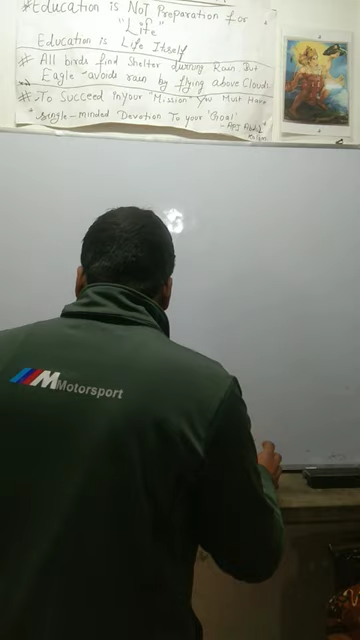 #Education is NoT Preparation for
"Life"
Education is Life Itself
# All birds find Shelter during Rain But
Eagle avoids rain by flying above Clouds.
# To Succeed in your "Mission" You Must Have
"single-minded Devotion To your 'Goal'
M Motorsport